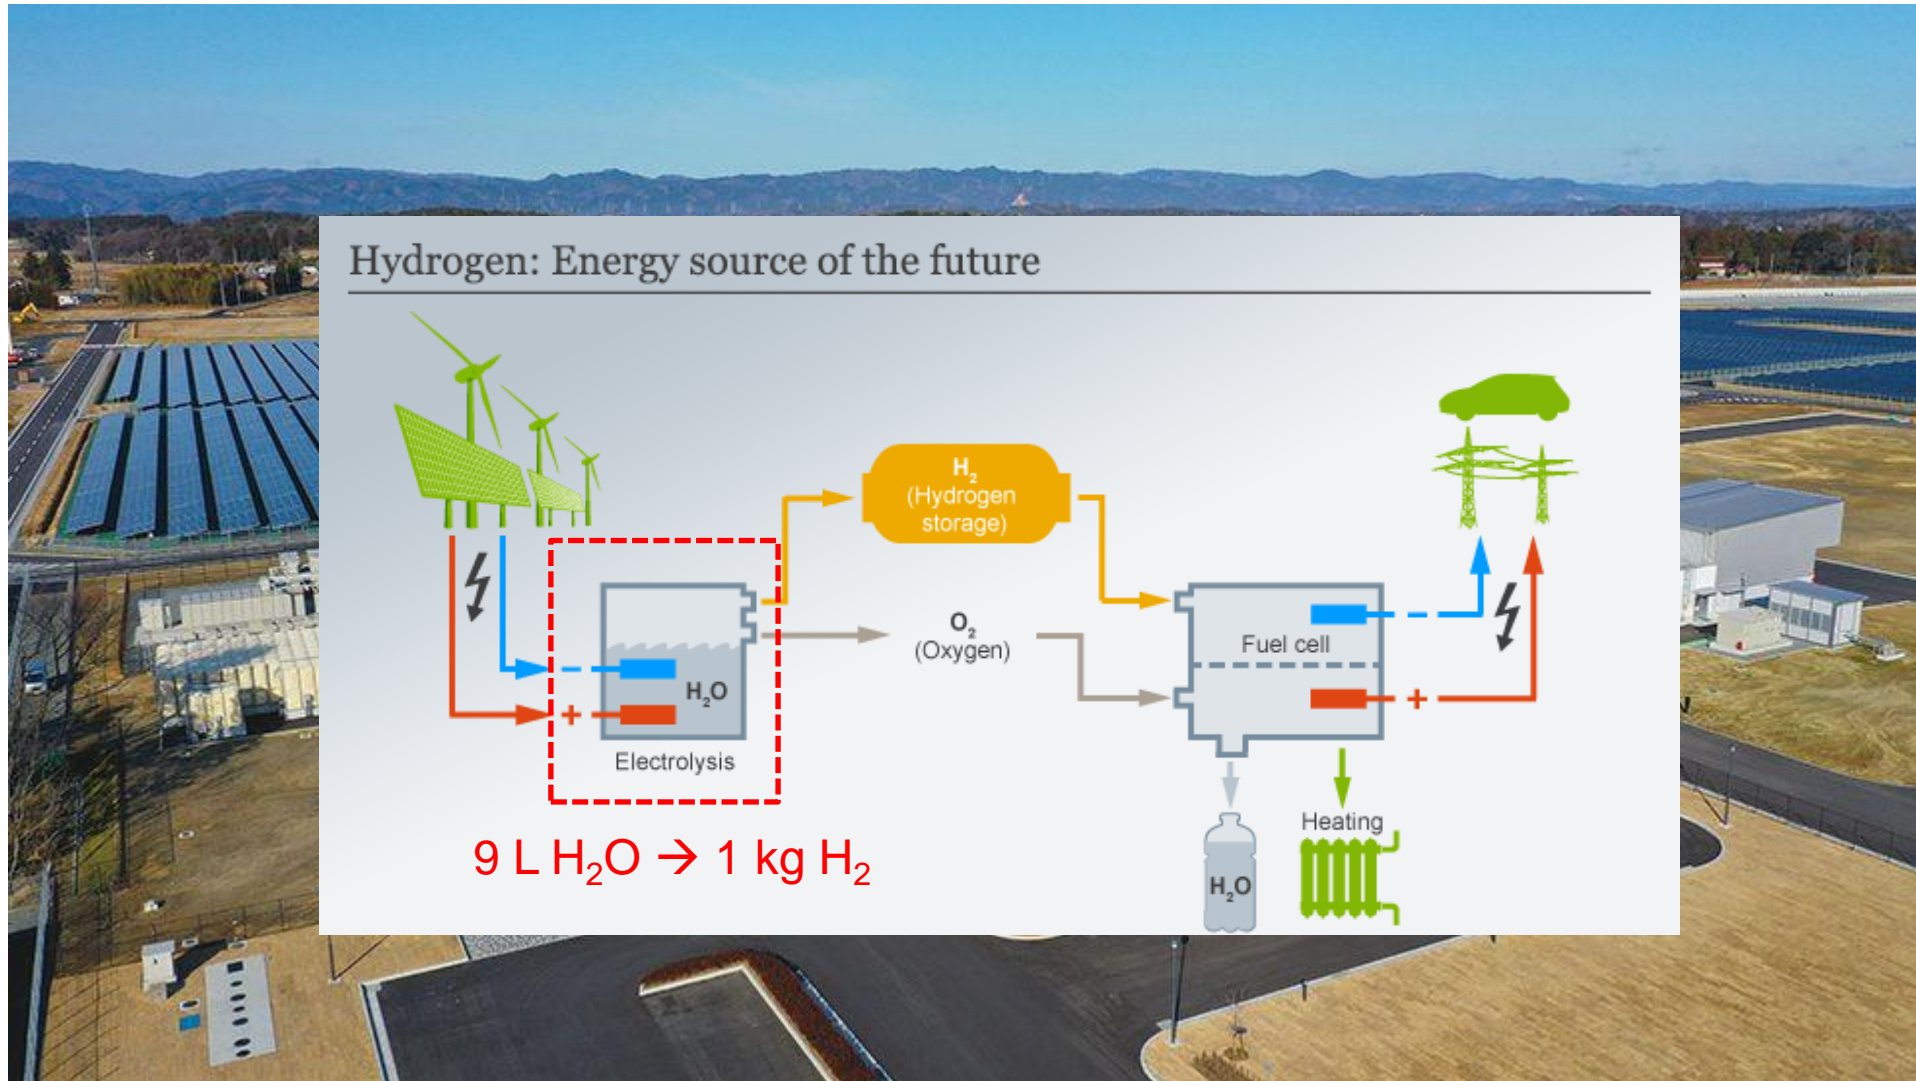 Hydrogen: Energy source of the future
H₂
(Hydrogen
storage)
O₂
(Oxygen)
Fuel cell
H₂O
−
+
−
+
Electrolysis
Heating
H₂O
9 L H₂O → 1 kg H₂